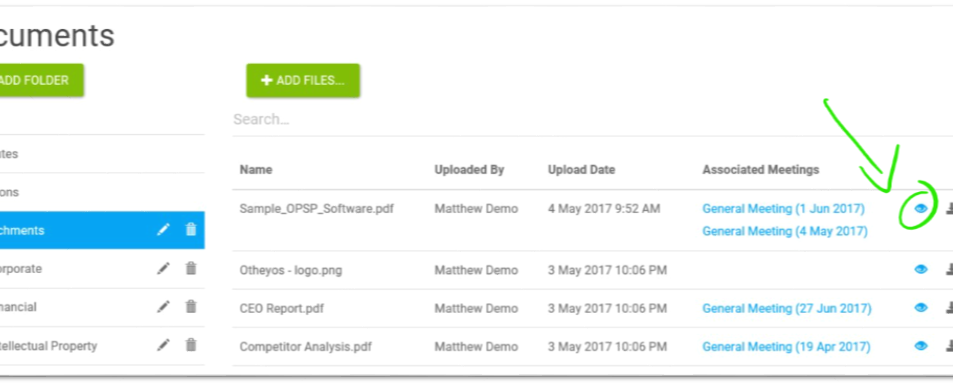 cuments
ADD FOLDER
+ ADD FILES...
Search...
Name Uploaded By Upload Date Associated Meetings
Sample_OPSP_Software.pdf Matthew Demo 4 May 2017 9:52 AM General Meeting (1 Jun 2017)
General Meeting (4 May 2017)
Otheyos - logo.png Matthew Demo 3 May 2017 10:06 PM
CEO Report.pdf Matthew Demo 3 May 2017 10:06 PM General Meeting (27 Jun 2017)
Competitor Analysis.pdf Matthew Demo 3 May 2017 10:06 PM General Meeting (19 Apr 2017)
utes
ons
chments
orporate
nancial
tellectual Property